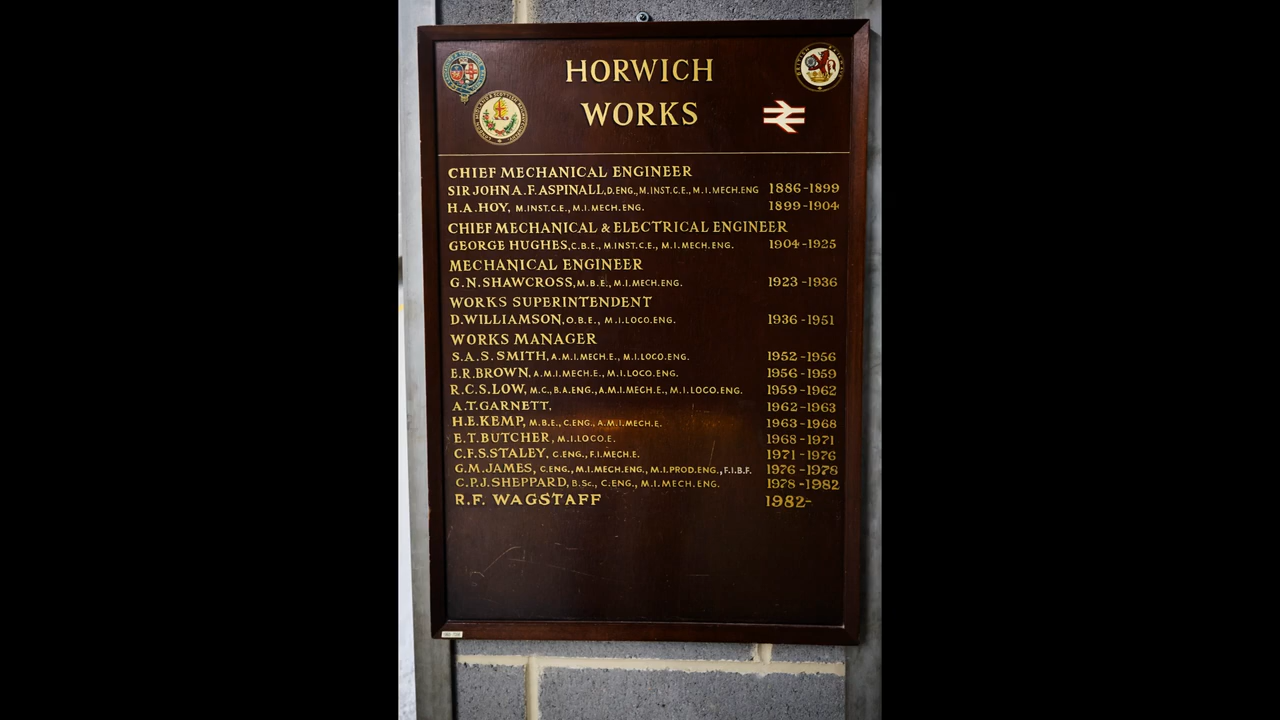 HORWICH
WORKS
CHIEF MECHANICAL ENGINEER
SIR JOHN A.F. ASPINALL, D.ENG., M.INST.C.E., M.I.MECH.ENG 1886-1899
H.A.HOY, M.INST.C.E., M.I.MECH.ENG. 1899-1904
CHIEF MECHANICAL & ELECTRICAL ENGINEER
GEORGE HUGHES, C.B.E., M.INST.C.E., M.I.MECH.ENG. 1904-1925
MECHANICAL ENGINEER
G.N.SHAWCROSS, M.B.E., M.I.MECH.ENG. 1923-1936
WORKS SUPERINTENDENT
D.WILLIAMSON, O.B.E., M.I.LOCO.ENG. 1936-1951
WORKS MANAGER
S.A.S. SMITH, A.M.I.MECH.E., M.I.LOCO.ENG. 1952-1956
E.R.BROWN, A.M.I.MECH.E., M.I.LOCO.ENG. 1956-1959
R.C.S.LOW, M.C., B.A.ENG., A.M.I.MECH.E., M.I.LOCO.ENG. 1959-1962
A.T.GARNETT. 1962-1963
H.E.KEMP, M.B.E., C.ENG., A.M.I.MECH.E. 1963-1968
E.T.BUTCHER, M.I.LOCO.E. 1968-1971
C.F.S.STALEY, C.ENG., F.I.MECH.E. 1971-1976
G.M.JAMES, C.ENG., M.I.MECH.ENG., M.I.PROD.ENG., F.I.B.F. 1976-1978
C.P.J.SHEPPARD, B.Sc., C.ENG., M.I.MECH.ENG. 1978-1982
R.F. WAGSTAFF 1982-